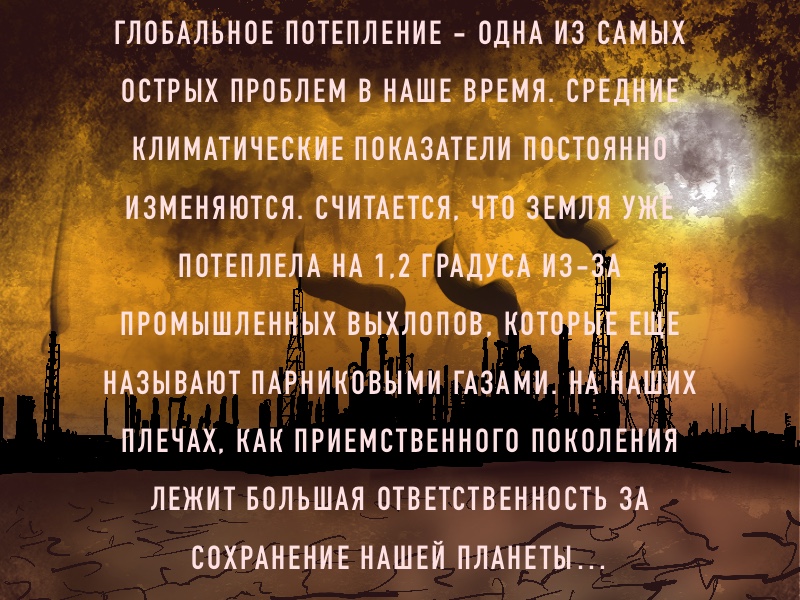 ГЛОБАЛЬНОЕ ПОТЕПЛЕНИЕ - ОДНА ИЗ САМЫХ
ОСТРЫХ ПРОБЛЕМ В НАШЕ ВРЕМЯ. СРЕДНИЕ
КЛИМАТИЧЕСКИЕ ПОКАЗАТЕЛИ ПОСТОЯННО
ИЗМЕНЯЮТСЯ. СЧИТАЕТСЯ, ЧТО ЗЕМЛЯ УЖЕ
ПОТЕПЛЕЛА НА 1,2 ГРАДУСА ИЗ-ЗА
ПРОМЫШЛЕННЫХ ВЫХЛОПОВ, КОТОРЫЕ ЕЩЕ
НАЗЫВАЮТ ПАРНИКОВЫМИ ГАЗАМИ. НА НАШИХ
ПЛЕЧАХ, КАК ПРИЕМСТВЕННОГО ПОКОЛЕНИЯ
ЛЕЖИТ БОЛЬШАЯ ОТВЕТСТВЕННОСТЬ ЗА
СОХРАНЕНИЕ НАШЕЙ ПЛАНЕТЫ...